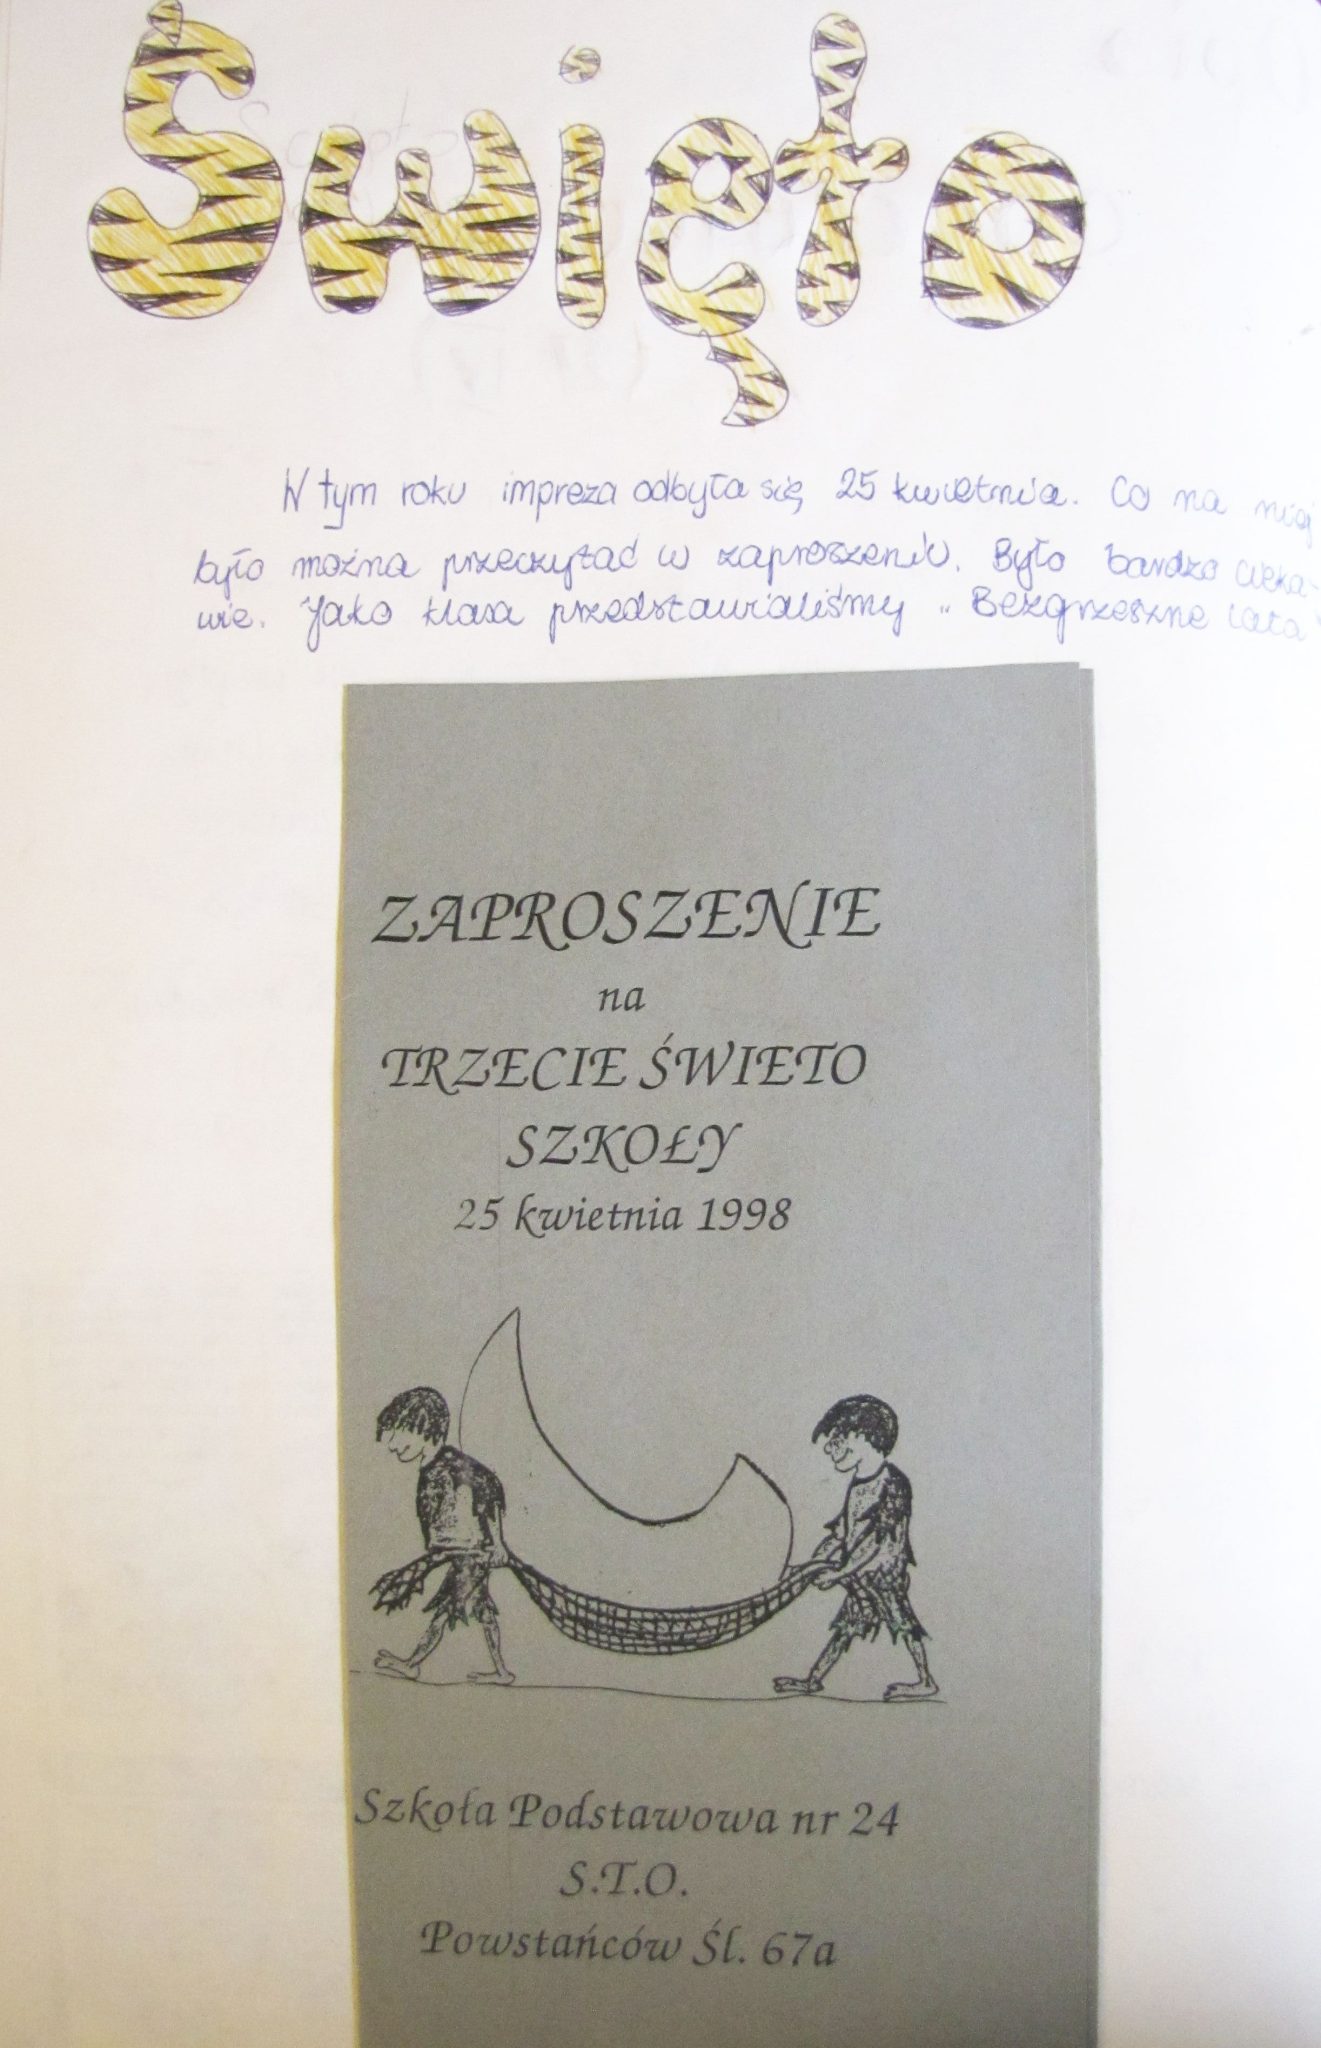 Święto
W tym roku impreza odbyła się 25 kwietnia. Co na niej
było można przeczytać w zaproszeniu. Było bardzo cieka-
wie. Jako klasa przedstawialiśmy „Bezgrzeszne lata"
ZAPROSZENIE
na
TRZECIE ŚWIETO
SZKOŁY
25 kwietnia 1998
Szkoła Podstawowa nr 24
S.T.O.
Powstańców Śl. 67a